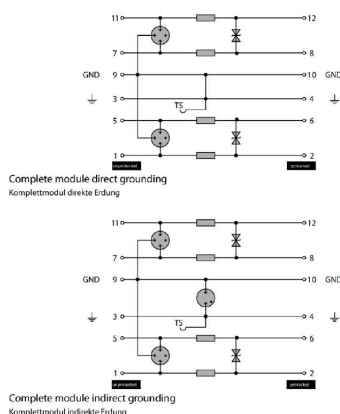 11 12
7 8
GND 9 10 GND
3 4
TS
5 6
1 2
unprotected protected
Complete module direct grounding
Komplettmodul direkte Erdung
11 12
7 8
GND 9 10 GND
3 4
TS
5 6
1 2
unprotected protected
Complete module indirect grounding
Komplettmodul indirekte Erdung